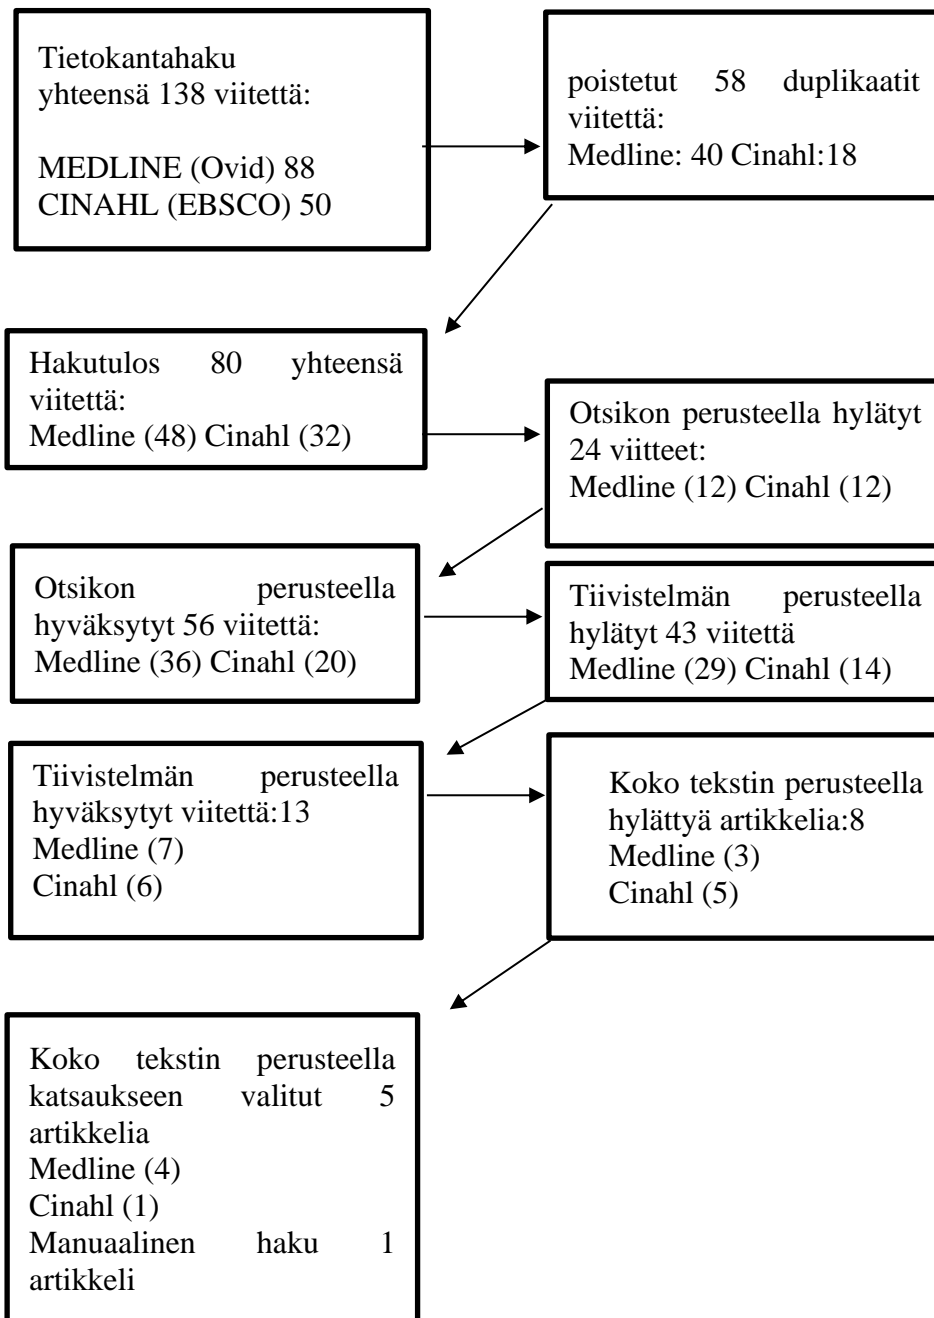 Tietokantahaku
yhteensä 138 viitettä:
MEDLINE (Ovid) 88
CINAHL (EBSCO) 50
poistetut 58 duplikaatit
viitettä:
Medline: 40 Cinahl:18
Hakutulos 80 yhteensä
viitettä:
Medline (48) Cinahl (32)
Otsikon perusteella hylätyt
24 viitteet:
Medline (12) Cinahl (12)
Otsikon perusteella
hyväksytyt 56 viitettä:
Medline (36) Cinahl (20)
Tiivistelmän perusteella
hylätyt 43 viitettä
Medline (29) Cinahl (14)
Tiivistelmän perusteella
hyväksytyt viitettä:13
Medline (7)
Cinahl (6)
Koko tekstin perusteella
hylättyä artikkelia:8
Medline (3)
Cinahl (5)
Koko tekstin perusteella
katsaukseen valitut 5
artikkelia
Medline (4)
Cinahl (1)
Manuaalinen haku 1
artikkeli